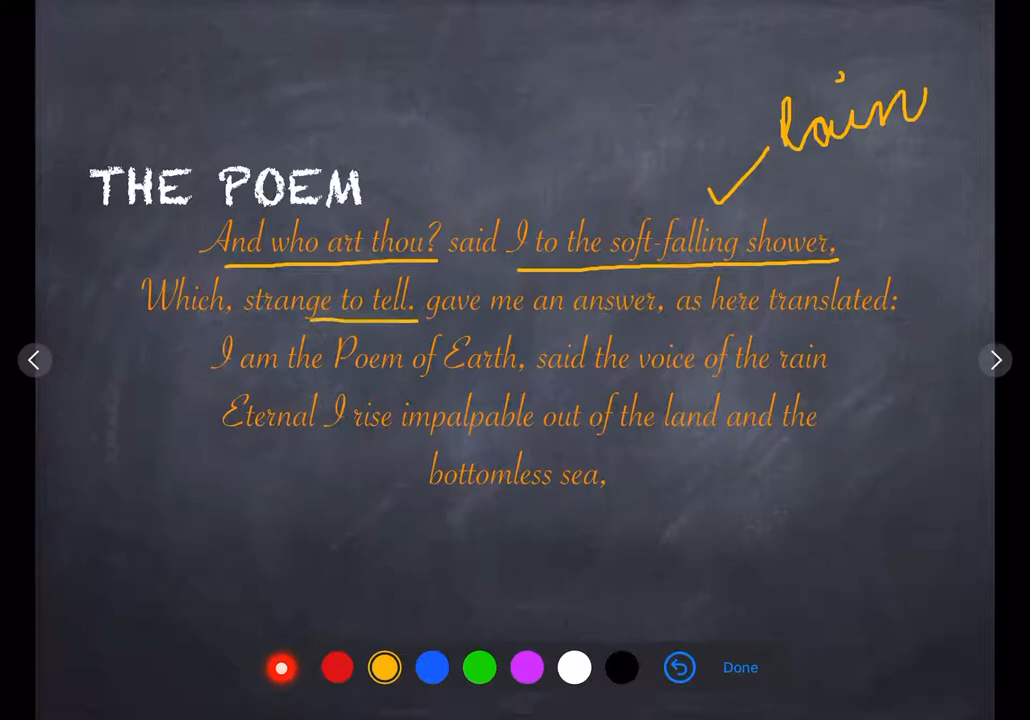 rain
THE POEM
And who art thou? said I to the soft-falling shower,
Which, strange to tell. gave me an answer, as here translated:
I am the Poem of Earth, said the voice of the rain
Eternal I rise impalpable out of the land and the
bottomless sea,
Done